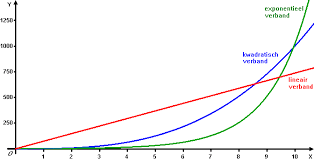 Y
exponentieel
verband
1250
1000
kwadratisch
verband
750
lineair
verband
500
250
O 1 2 3 4 5 6 7 8 9 10 X